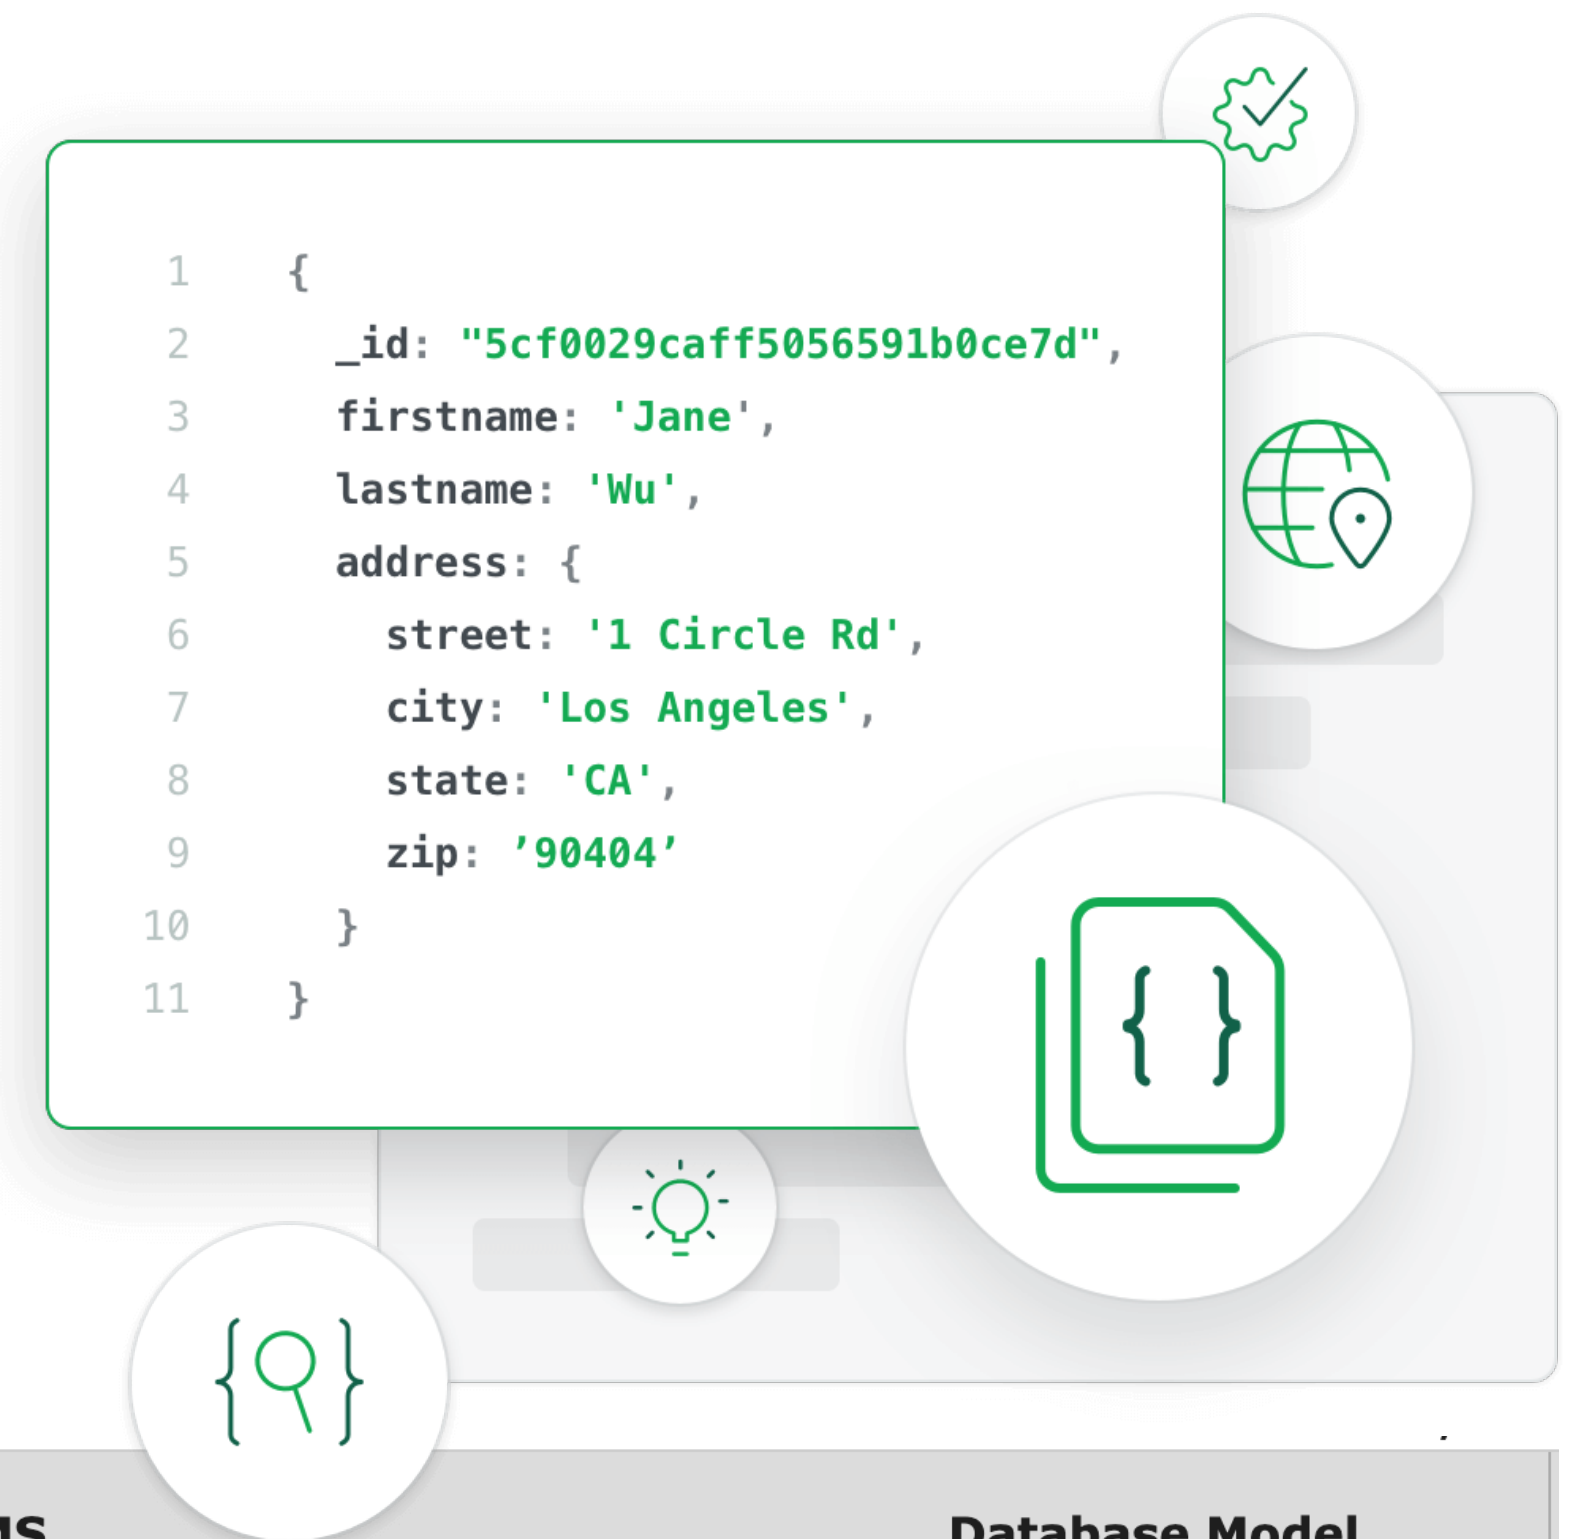 1 {
2 _id: "5cf0029caff5056591b0ce7d",
3 firstname: 'Jane',
4 lastname: 'Wu',
5 address: {
6 street: '1 Circle Rd',
7 city: 'Los Angeles',
8 state: 'CA',
9 zip: ’90404’
10 }
11 }
{ }
{ }
Database Model